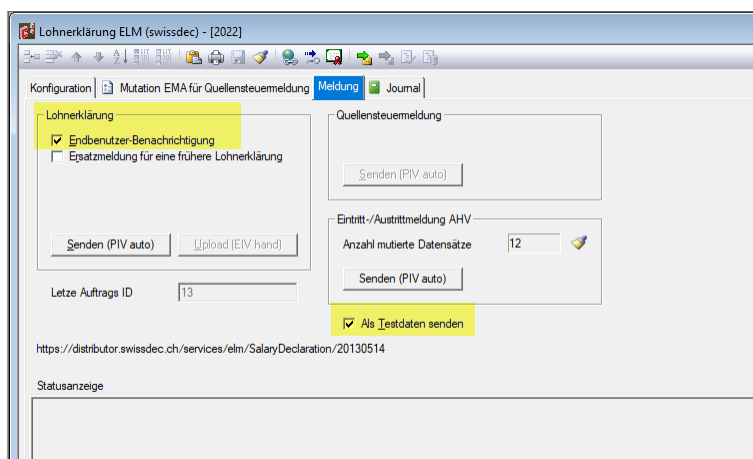 Lohnerklärung ELM (swissdec) - [2022]
Konfiguration Mutation EMA für Quellensteuermeldung Meldung Journal
Lohnerklärung
Endbenutzer-Benachrichtigung
Ersatzmeldung für eine frühere Lohnerklärung
Senden (PIV auto) Upload (EIV hand)
Letze Auftrags ID 13
Quellensteuermeldung
Senden (PIV auto)
Eintritt-/Austrittmeldung AHV
Anzahl mutierte Datensätze 12
Senden (PIV auto)
Als Testdaten senden
https://distributor.swissdec.ch/services/elm/SalaryDeclaration/20130514
Statusanzeige